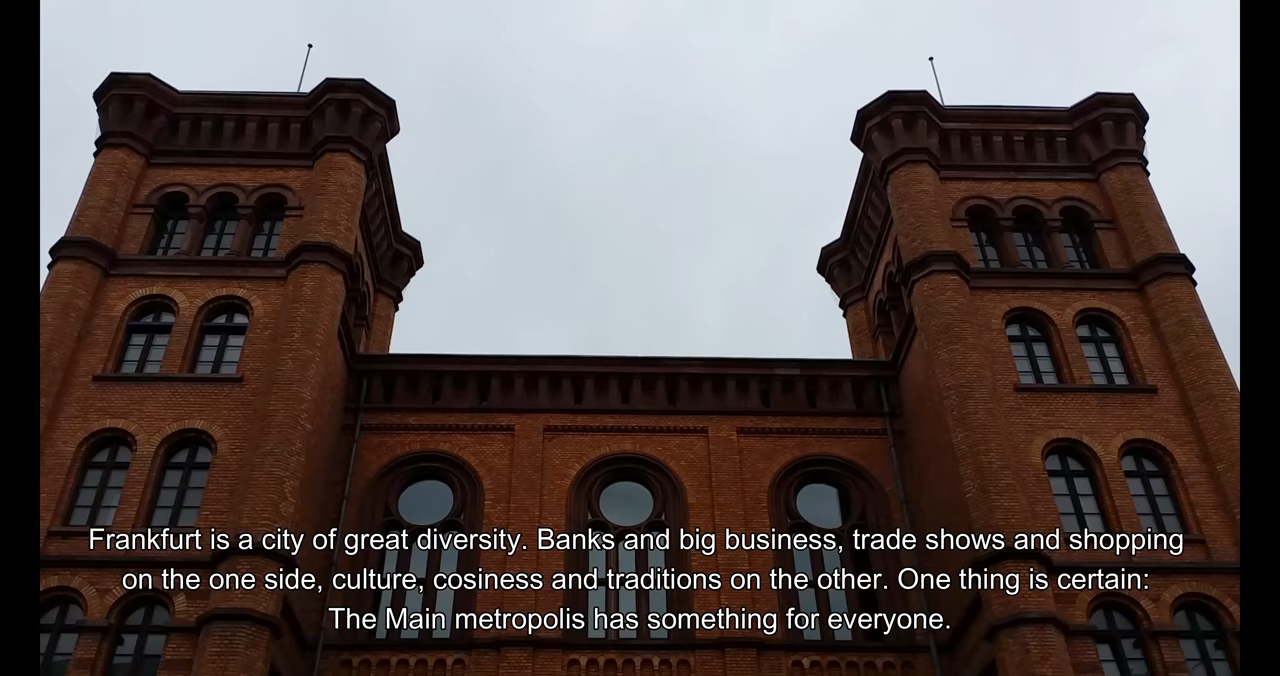 Frankfurt is a city of great diversity. Banks and big business, trade shows and shopping
on the one side, culture, cosiness and traditions on the other. One thing is certain:
The Main metropolis has something for everyone.